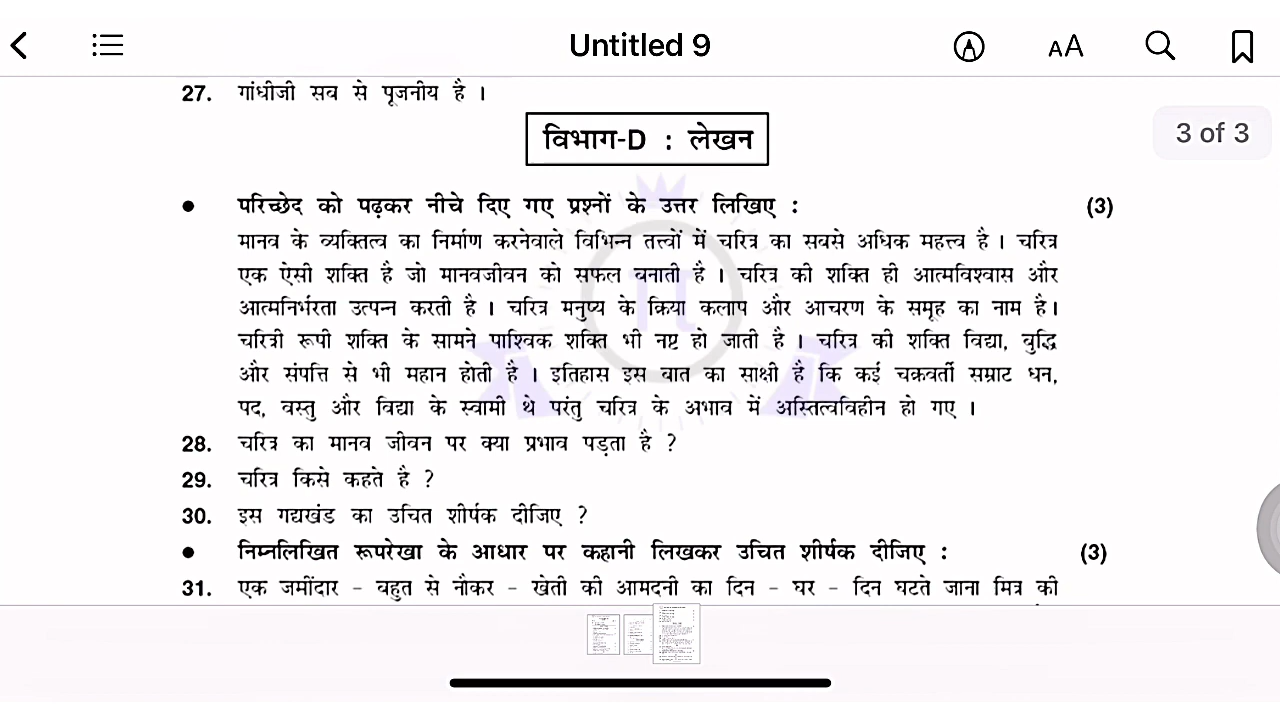 Untitled 9
AA
3 of 3
27. गांधीजी सब से पूजनीय है ।
विभाग-D : लेखन
● परिच्छेद को पढ़कर नीचे दिए गए प्रश्नों के उत्तर लिखिए : (3)
मानव के व्यक्तित्व का निर्माण करनेवाले विभिन्न तत्त्वों में चरित्र का सबसे अधिक महत्त्व है । चरित्र
एक ऐसी शक्ति है जो मानवजीवन को सफल बनाती है । चरित्र की शक्ति ही आत्मविश्वास और
आत्मनिर्भरता उत्पन्न करती है । चरित्र मनुष्य के क्रिया कलाप और आचरण के समूह का नाम है।
चरित्री रूपी शक्ति के सामने पाश्विक शक्ति भी नष्ट हो जाती है । चरित्र की शक्ति विद्या, बुद्धि
और संपत्ति से भी महान होती है । इतिहास इस बात का साक्षी है कि कई चक्रवर्ती सम्राट धन,
पद, वस्तु और विद्या के स्वामी थे परंतु चरित्र के अभाव में अस्तित्वविहीन हो गए ।
28. चरित्र का मानव जीवन पर क्या प्रभाव पड़ता है ?
29. चरित्र किसे कहते है ?
30. इस गद्यखंड का उचित शीर्षक दीजिए ?
● निम्नलिखित रूपरेखा के आधार पर कहानी लिखकर उचित शीर्षक दीजिए : (3)
31. एक जमींदार – बहुत से नौकर – खेती की आमदनी का दिन – घर – दिन घटते जाना मित्र की